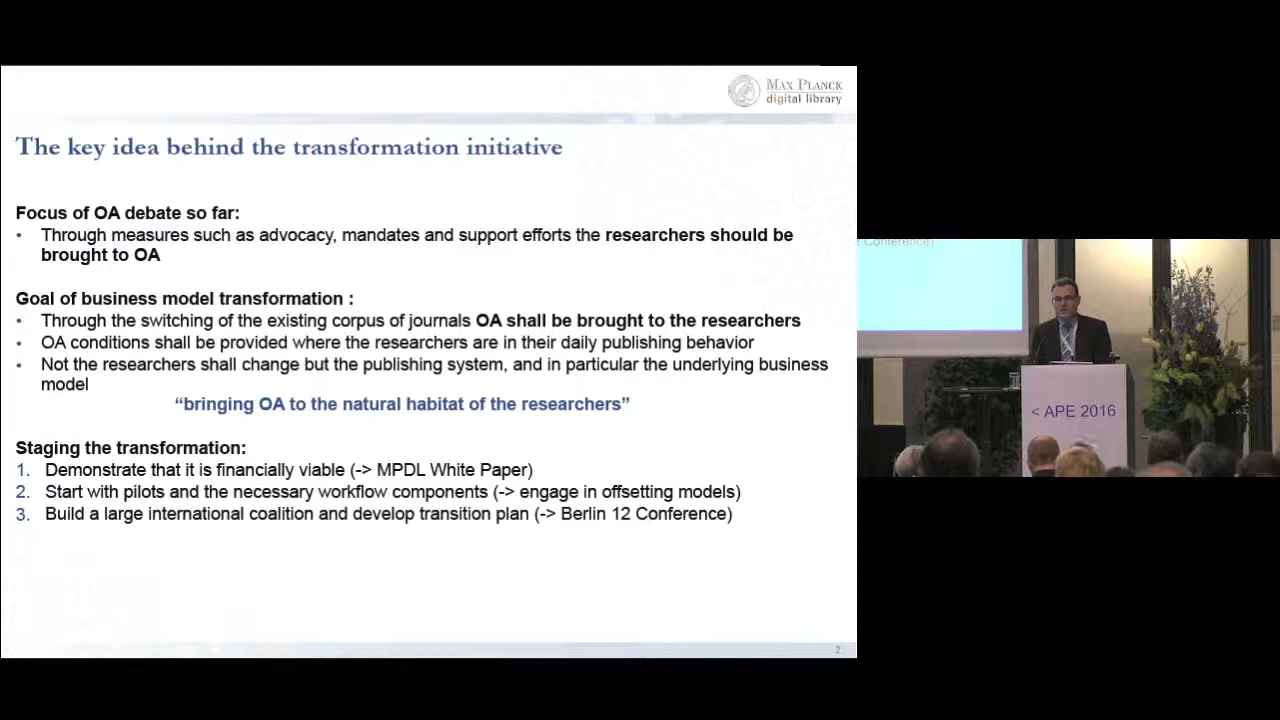 MAX PLANCK
digital library
The key idea behind the transformation initiative
Focus of OA debate so far:
• Through measures such as advocacy, mandates and support efforts the researchers should be
brought to OA
Goal of business model transformation :
• Through the switching of the existing corpus of journals OA shall be brought to the researchers
• OA conditions shall be provided where the researchers are in their daily publishing behavior
• Not the researchers shall change but the publishing system, and in particular the underlying business
model
“bringing OA to the natural habitat of the researchers”
Staging the transformation:
1. Demonstrate that it is financially viable (-> MPDL White Paper)
2. Start with pilots and the necessary workflow components (-> engage in offsetting models)
3. Build a large international coalition and develop transition plan (-> Berlin 12 Conference)
2
Conference)
< APE 2016